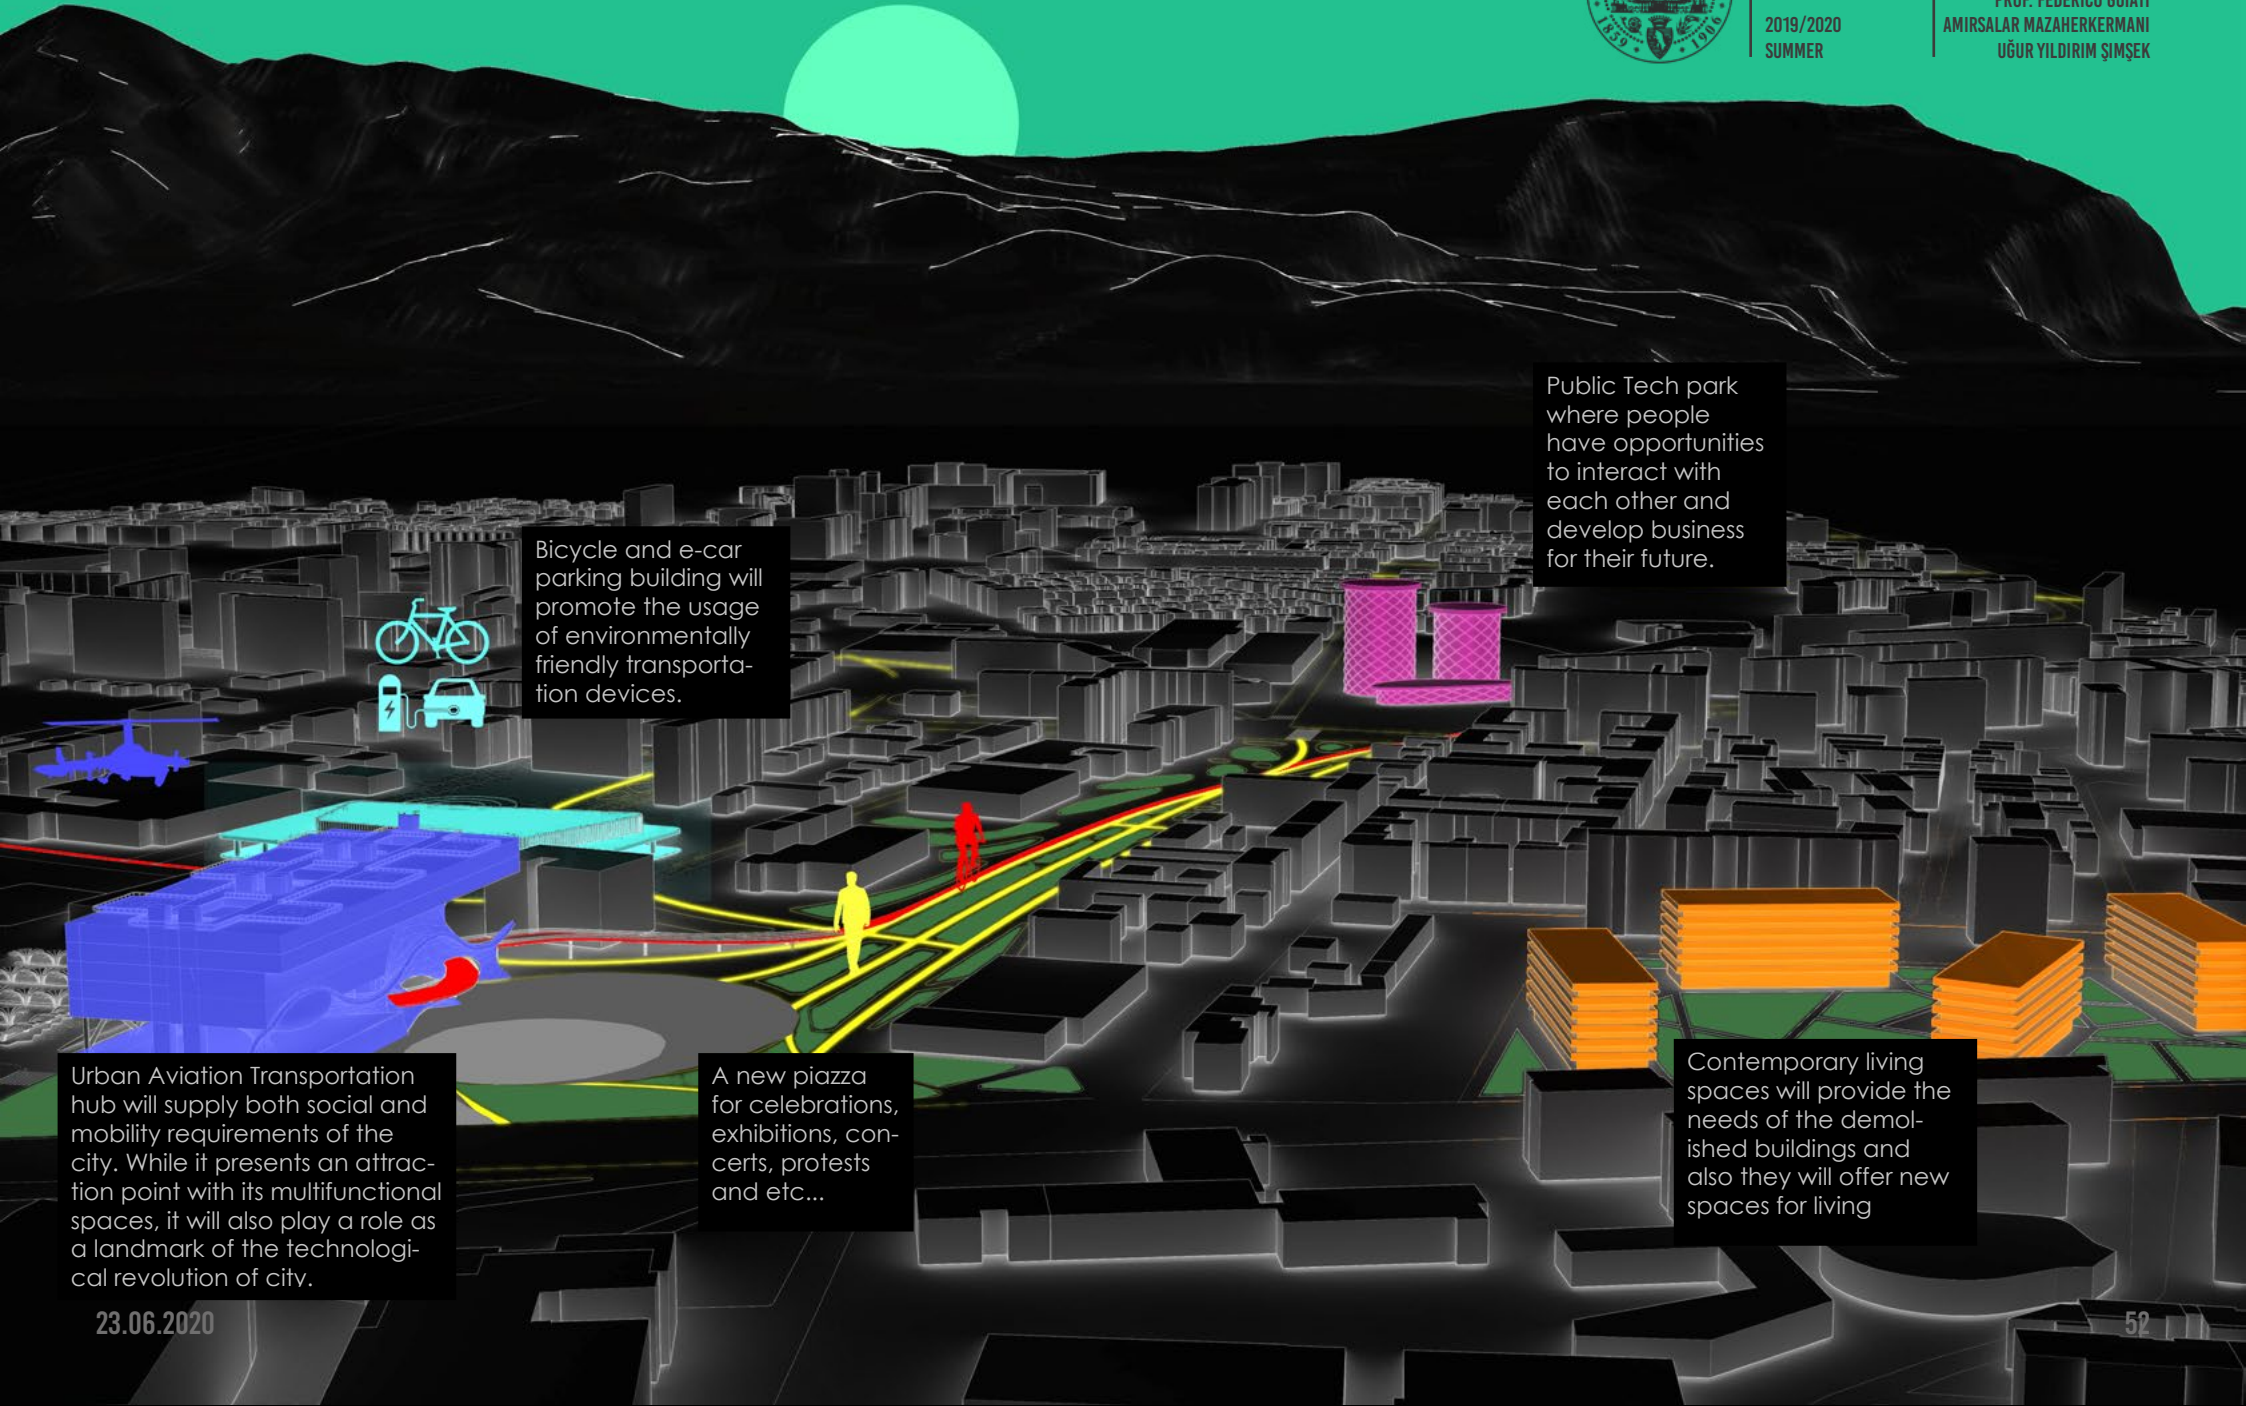 PROF. FEDERICO GUIATI
1859 1906
2019/2020
AMIRSALAR MAZAHERKERMANI
SUMMER
UĞUR YILDIRIM ŞIMŞEK
Public Tech park
where people
have opportunities
to interact with
each other and
develop business
for their future.
Bicycle and e-car
parking building will
promote the usage
of environmentally
friendly transporta-
tion devices.
Urban Aviation Transportation
hub will supply both social and
mobility requirements of the
city. While it presents an attrac-
tion point with its multifunctional
spaces, it will also play a role as
a landmark of the technologi-
cal revolution of city.
A new piazza
for celebrations,
exhibitions, con-
certs, protests
and etc...
Contemporary living
spaces will provide the
needs of the demol-
ished buildings and
also they will offer new
spaces for living
23.06.2020
52